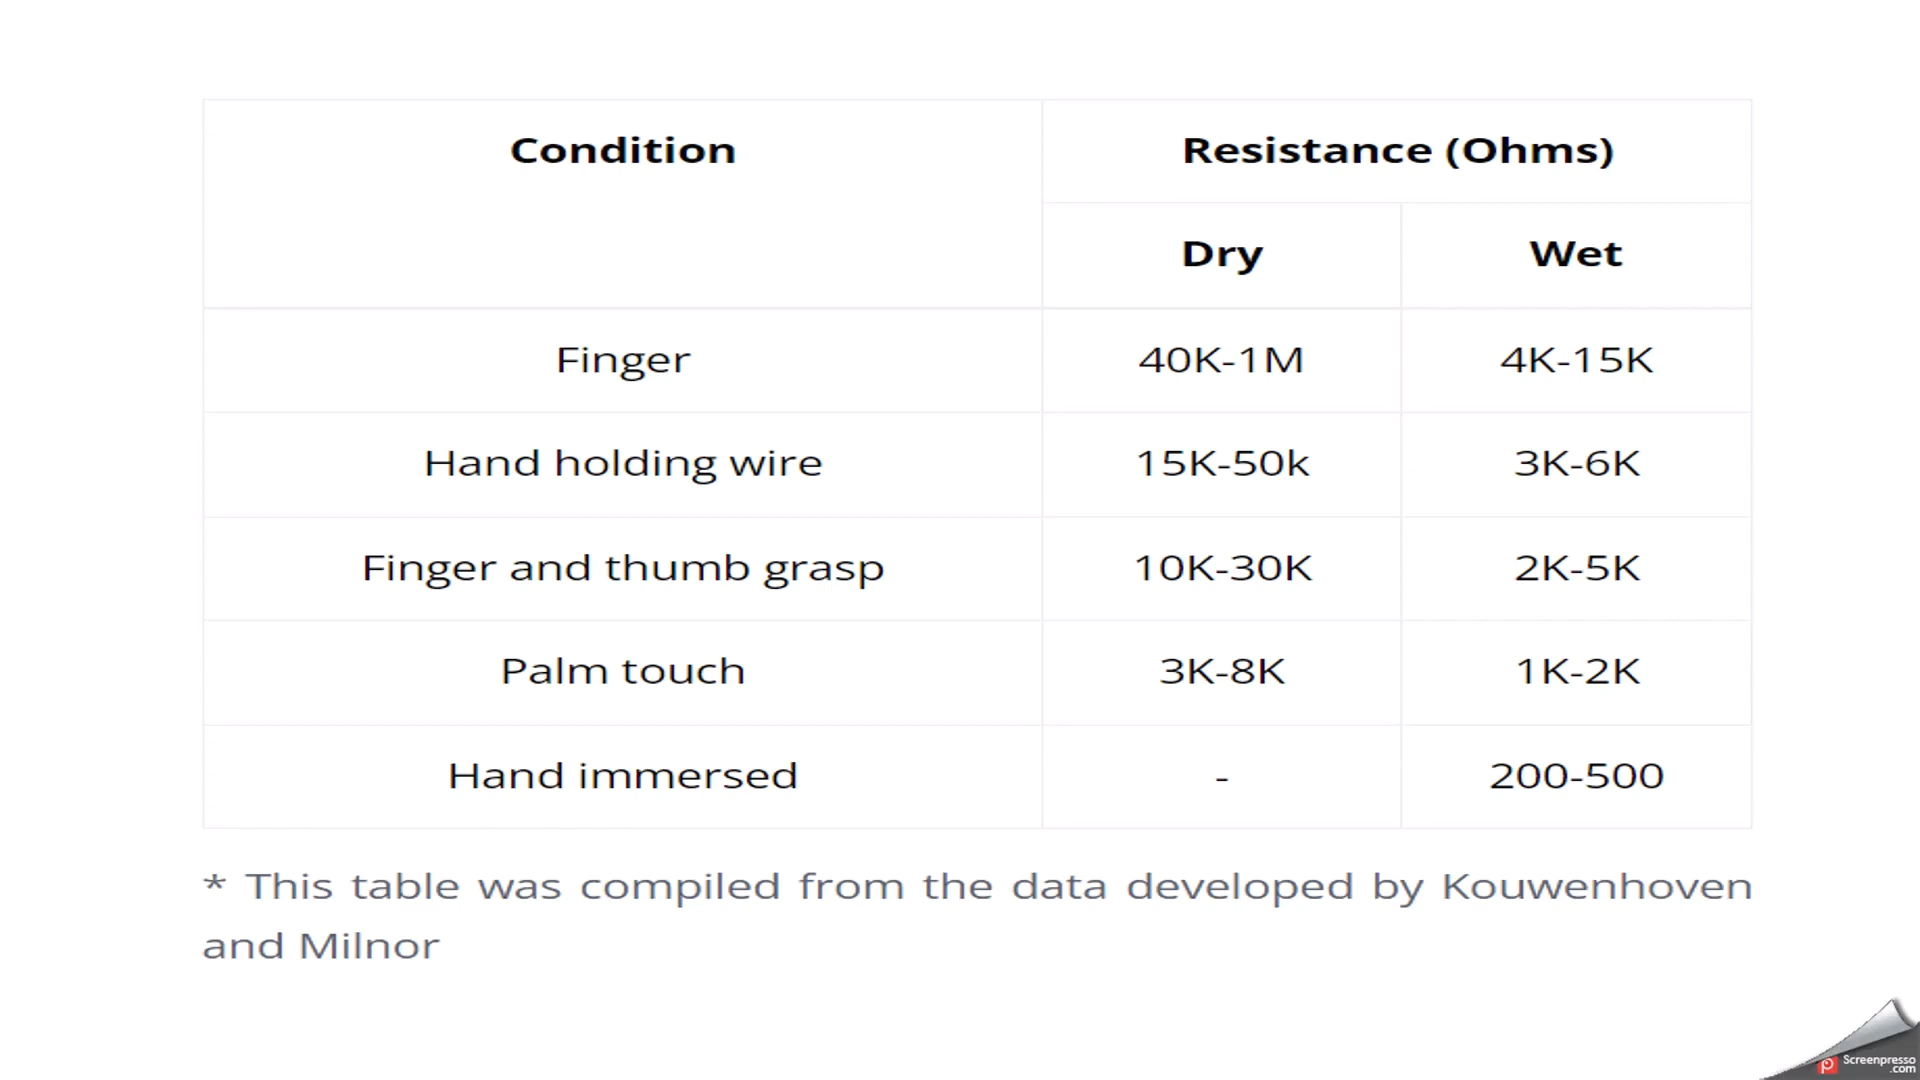 Condition Resistance (Ohms)
Dry Wet
Finger 40K-1M 4K-15K
Hand holding wire 15K-50k 3K-6K
Finger and thumb grasp 10K-30K 2K-5K
Palm touch 3K-8K 1K-2K
Hand immersed - 200-500
* This table was compiled from the data developed by Kouwenhoven
and Milnor
Screenpresso
.com